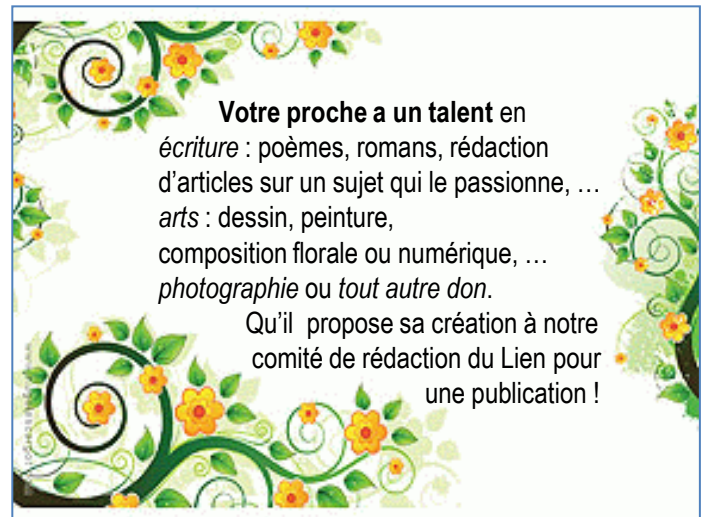 Votre proche a un talent en
écriture : poèmes, romans, rédaction
d’articles sur un sujet qui le passionne, …
arts : dessin, peinture,
composition florale ou numérique, …
photographie ou tout autre don.
Qu’il  propose sa création à notre
comité de rédaction du Lien pour
une publication !